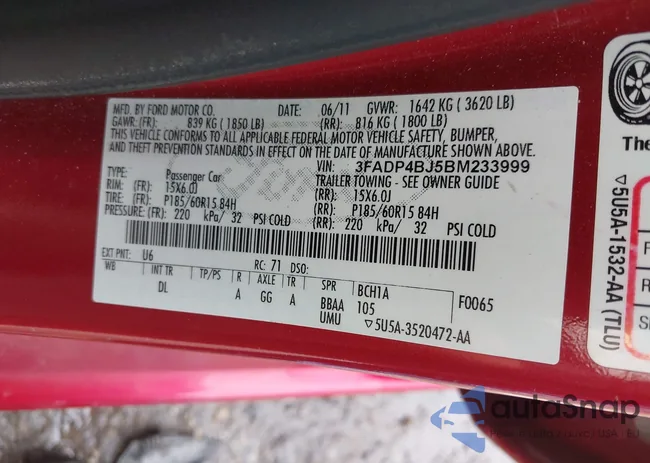 MFD. BY FORD MOTOR CO. DATE: 06/11 GVWR: 1642 KG ( 3620 LB)
GAWR: (FR): 839 KG ( 1850 LB) (RR): 816 KG ( 1800 LB)
THIS VEHICLE CONFORMS TO ALL APPLICABLE FEDERAL MOTOR VEHICLE SAFETY, BUMPER,
AND THEFT PREVENTION STANDARDS IN EFFECT ON THE DATE OF MANUFACTURE SHOWN ABOVE.
VIN: 3FADP4BJ5BM233999
TYPE: Passenger Car TRAILER TOWING - SEE OWNER GUIDE
RIM: (FR): 15X6.0J (RR): 15X6.0J
TIRE: (FR): P185/60R15 84H (RR): P185/60R15 84H
PRESSURE: (FR): 220 kPa/ 32 PSI COLD (RR): 220 kPa/ 32 PSI COLD
EXT PNT: U6 RC: 71 DSO:
WB INT TR TP/PS R AXLE TR SPR BCH1A F0065
DL A GG A BBAA 105
UMU ▽5U5A-3520472-AA
The
▽5U5A-1532-AA (TLU)
F
R
S
autaSnap